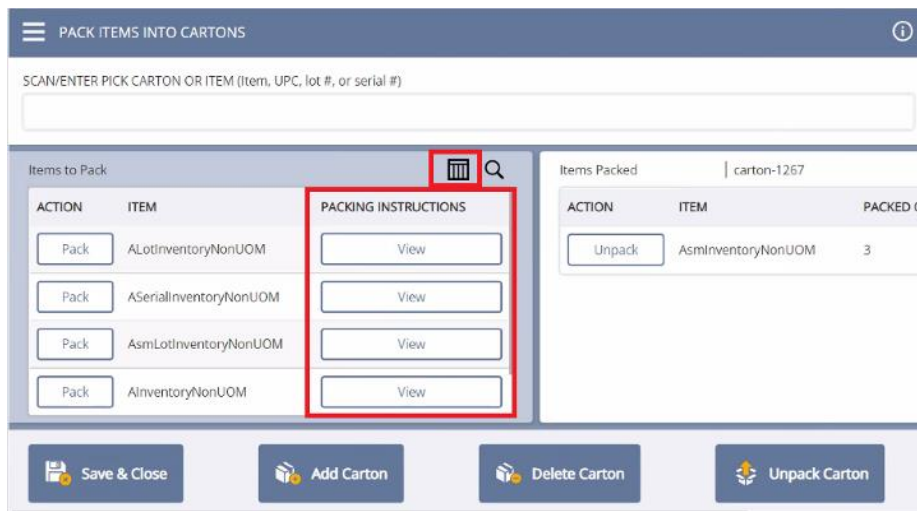 PACK ITEMS INTO CARTONS
SCAN/ENTER PICK CARTON OR ITEM (Item, UPC, lot #, or serial #)
Items to Pack
ACTION ITEM PACKING INSTRUCTIONS
Pack ALotInventoryNonUOM View
Pack ASerialInventoryNonUOM View
Pack AsmLotInventoryNonUOM View
Pack AInventoryNonUOM View
Items Packed carton-1267
ACTION ITEM PACKED
Unpack AsmInventoryNonUOM 3
Save & Close Add Carton Delete Carton Unpack Carton